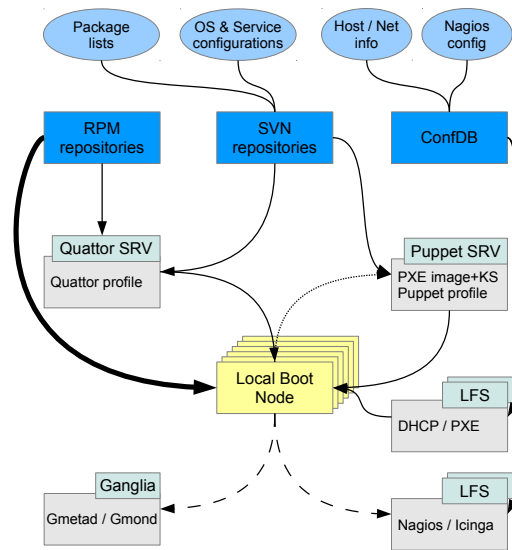 Package
lists
OS & Service
configurations
Host / Net
info
Nagios
config
RPM
repositories
SVN
repositories
ConfDB
Quattor SRV
Quattor profile
Puppet SRV
PXE image+KS
Puppet profile
Local Boot
Node
LFS
DHCP / PXE
Ganglia
Gmetad / Gmond
LFS
Nagios / Icinga